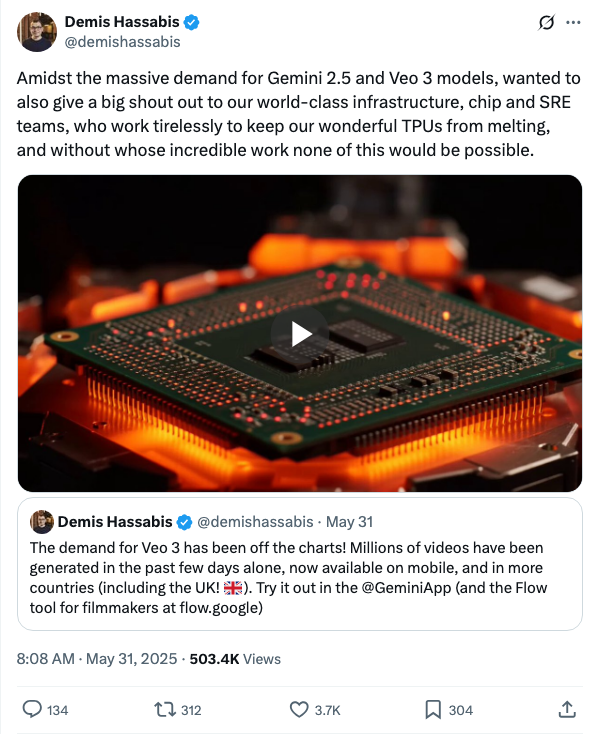 Demis Hassabis
@demishassabis
Amidst the massive demand for Gemini 2.5 and Veo 3 models, wanted to
also give a big shout out to our world-class infrastructure, chip and SRE
teams, who work tirelessly to keep our wonderful TPUs from melting,
and without whose incredible work none of this would be possible.
Demis Hassabis @demishassabis · May 31
The demand for Veo 3 has been off the charts! Millions of videos have been
generated in the past few days alone, now available on mobile, and in more
countries (including the UK! 🇬🇧). Try it out in the @GeminiApp (and the Flow
tool for filmmakers at flow.google)
8:08 AM · May 31, 2025 · 503.4K Views
134 312 3.7K 304